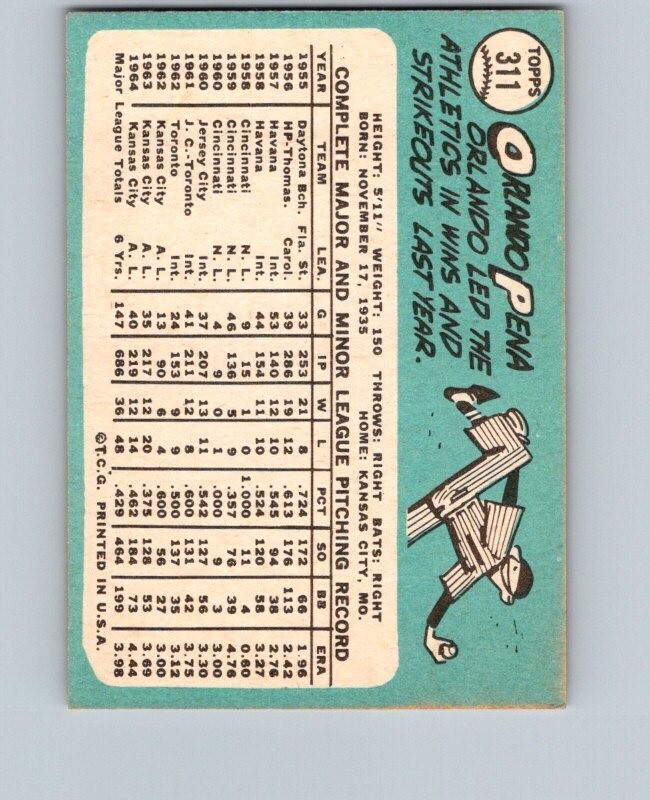 TOPPS
311
ORLANDO PENA
ORLANDO LED THE
ATHLETICS IN WINS AND
STRIKEOUTS LAST YEAR.
HEIGHT: 5'11" WEIGHT: 150 THROWS: RIGHT BATS: RIGHT
BORN: NOVEMBER 17, 1935 HOME: KANSAS CITY, MO.
COMPLETE MAJOR AND MINOR LEAGUE PITCHING RECORD
YEAR TEAM LEA. G IP W L PCT SO BB ERA
1955 Daytona Bch. Fla. St. 33 253 21 8 .724 172 66 1.96
1956 HP-Thomas. Carol. 39 286 19 12 .613 176 113 2.42
1957 Havana Int. 53 140 12 10 .545 94 38 2.76
1958 Havana Int. 44 154 11 10 .524 120 58 3.27
1958 Cincinnati N. L. 9 15 1 0 1.000 11 4 0.60
1959 Cincinnati N. L. 46 136 5 9 .357 76 39 4.76
1960 Cincinnati N. L. 4 9 0 1 .000 9 3 3.00
1960 Jersey City Int. 37 207 13 11 .542 127 56 3.30
1961 J. C.-Toronto Int. 41 211 12 8 .600 131 42 3.75
1962 Toronto Int. 24 153 9 9 .500 137 35 3.12
1962 Kansas City A. L. 13 90 6 4 .600 56 27 3.00
1963 Kansas City A. L. 35 217 12 20 .375 128 53 3.69
1964 Kansas City A. L. 40 219 12 14 .462 184 73 4.44
Major League Totals 6 Yrs. 147 686 36 48 .429 464 199 3.98
©T.C.G. PRINTED IN U.S.A.